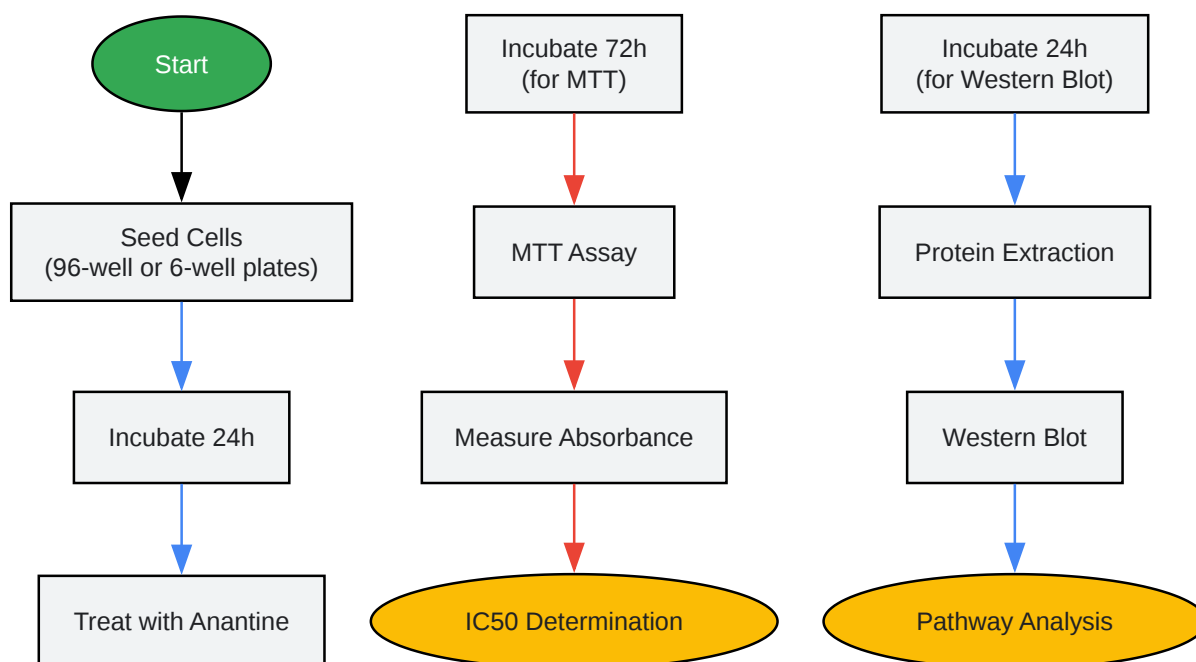 Start
Seed Cells
(96-well or 6-well plates)
Incubate 24h
Treat with Anantine
Incubate 72h
(for MTT)
MTT Assay
Measure Absorbance
IC50 Determination
Incubate 24h
(for Western Blot)
Protein Extraction
Western Blot
Pathway Analysis